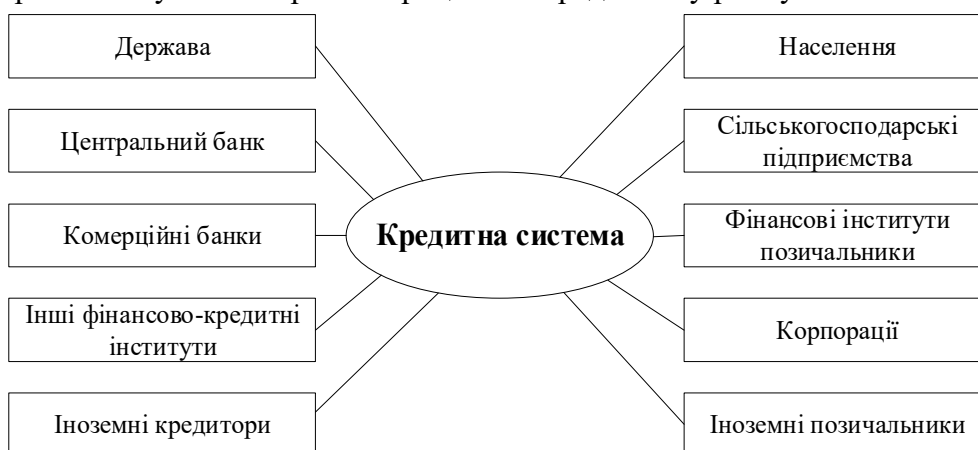 Держава
Населення
Центральний банк
Сільськогосподарські
підприємства
Комерційні банки
Кредитна система
Фінансові інститути
позичальники
Інші фінансово-кредитні
інститути
Корпорації
Іноземні кредитори
Іноземні позичальники